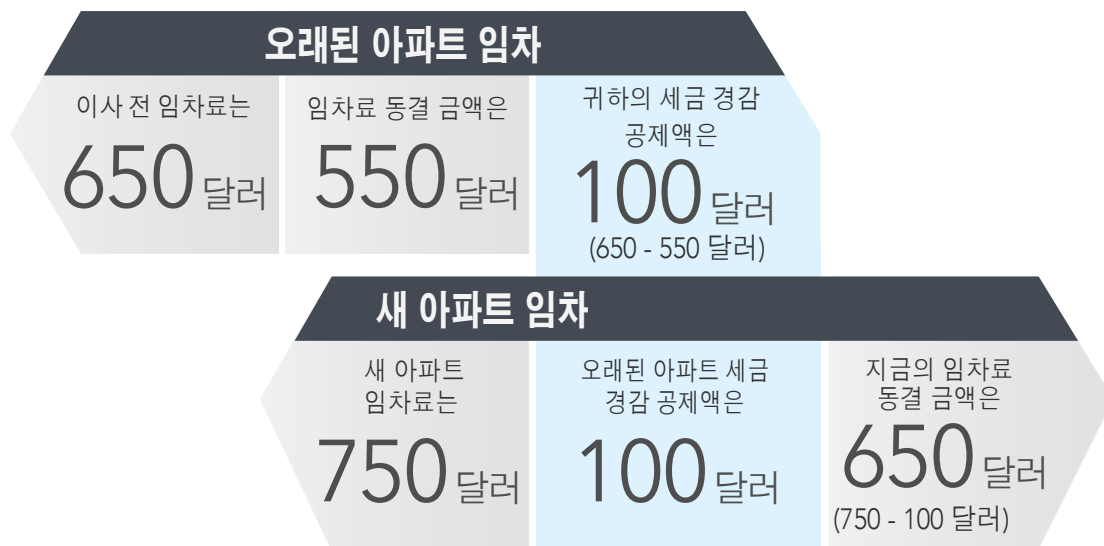 오래된 아파트 임차
이사 전 임차료는
650 달러
임차료 동결 금액은
550 달러
귀하의 세금 경감
공제액은
100 달러
(650 - 550 달러)
새 아파트 임차
새 아파트
임차료는
750 달러
오래된 아파트 세금
경감 공제액은
100 달러
지금의 임차료
동결 금액은
650 달러
(750 - 100 달러)